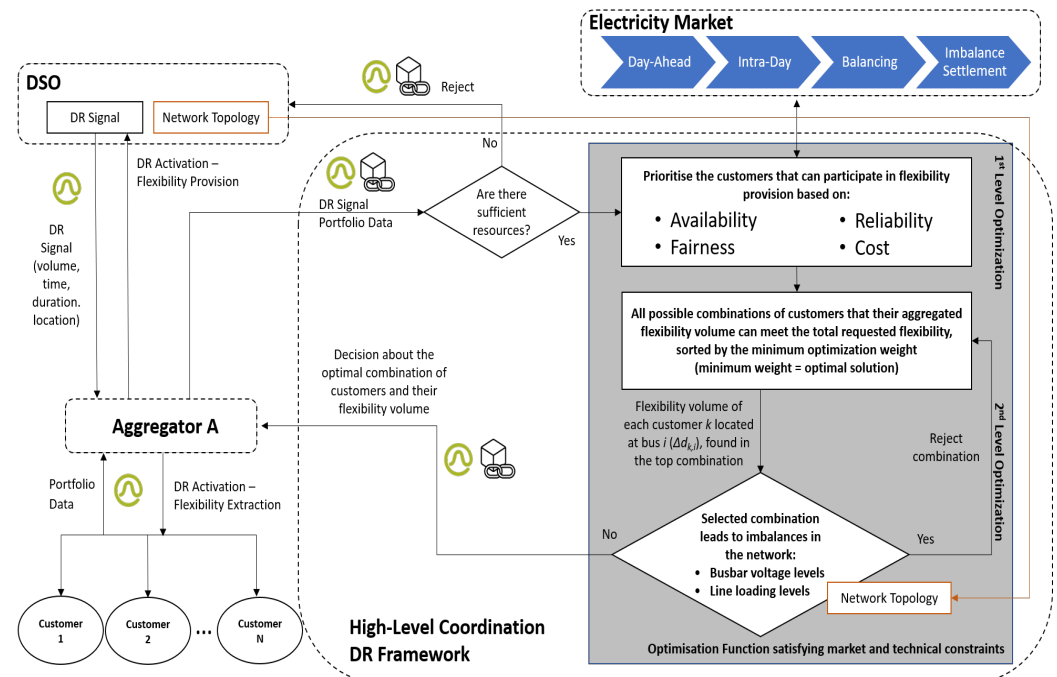 Electricity Market
Day-Ahead
Intra-Day
Balancing
Imbalance
Settlement
DSO
DR Signal
Network Topology
Reject
No
DR Activation –
Flexibility Provision
DR Signal
Portfolio Data
Are there
sufficient
resources?
Yes
DR
Signal
(volume,
time,
duration.
location)
Prioritise the customers that can participate in flexibility
provision based on:
• Availability
• Fairness
• Reliability
• Cost
1st Level Optimization
All possible combinations of customers that their aggregated
flexibility volume can meet the total requested flexibility,
sorted by the minimum optimization weight
(minimum weight = optimal solution)
Decision about the
optimal combination of
customers and their
flexibility volume
Aggregator A
Flexibility volume of
each customer k located
at bus i (Δdk,i), found in
the top combination
Reject
combination
2nd Level Optimization
Portfolio
Data
DR Activation –
Flexibility Extraction
No
Selected combination
leads to imbalances in
the network:
• Busbar voltage levels
• Line loading levels
Yes
Network Topology
Customer
1
Customer
2
...
Customer
N
High-Level Coordination
DR Framework
Optimisation Function satisfying market and technical constraints